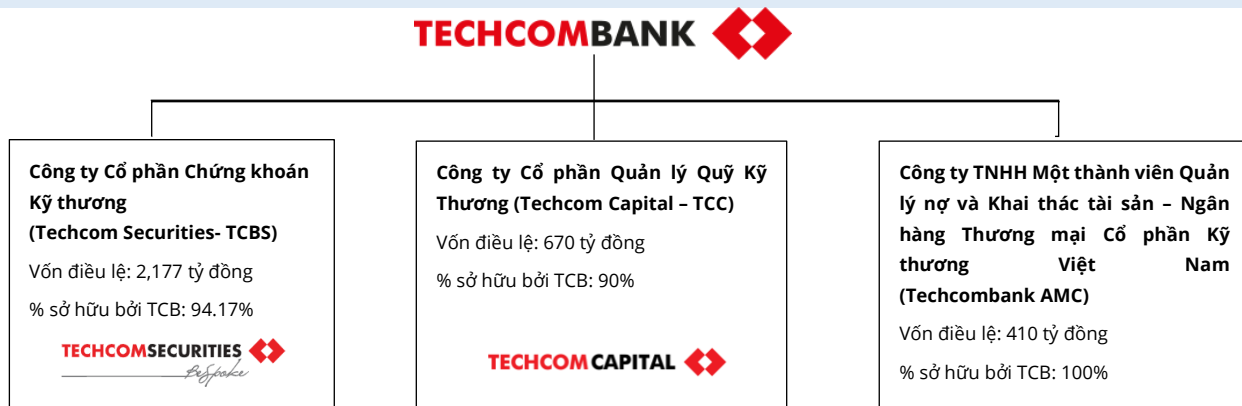 TECHCOMBANK
Công ty Cổ phần Chứng khoán
Kỹ thương
(Techcom Securities- TCBS)
Vốn điều lệ: 2,177 tỷ đồng
% sở hữu bởi TCB: 94.17%
TECHCOMSECURITIES
Bespoke
Công ty Cổ phần Quản lý Quỹ Kỹ
Thương (Techcom Capital – TCC)
Vốn điều lệ: 670 tỷ đồng
% sở hữu bởi TCB: 90%
TECHCOM CAPITAL
Công ty TNHH Một thành viên Quản
lý nợ và Khai thác tài sản – Ngân
hàng Thương mại Cổ phần Kỹ
thương Việt Nam
(Techcombank AMC)
Vốn điều lệ: 410 tỷ đồng
% sở hữu bởi TCB: 100%